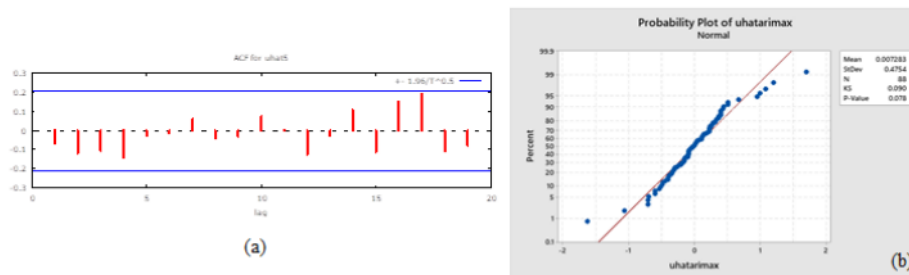 ACF for uhat5
+- 1.96/T^0.5
0.3
0.2
0.1
0
-0.1
-0.2
-0.3
0
5
10
15
20
lag
(a)
Probability Plot of uhatarimax
Normal
99.9
99
95
90
80
70
60
50
40
30
20
10
5
1
0.1
Percent
-2
-1
0
1
2
uhatarimax
Mean 0.007283
StDev 0.4754
N 88
KS 0.090
P-Value 0.078
(b)